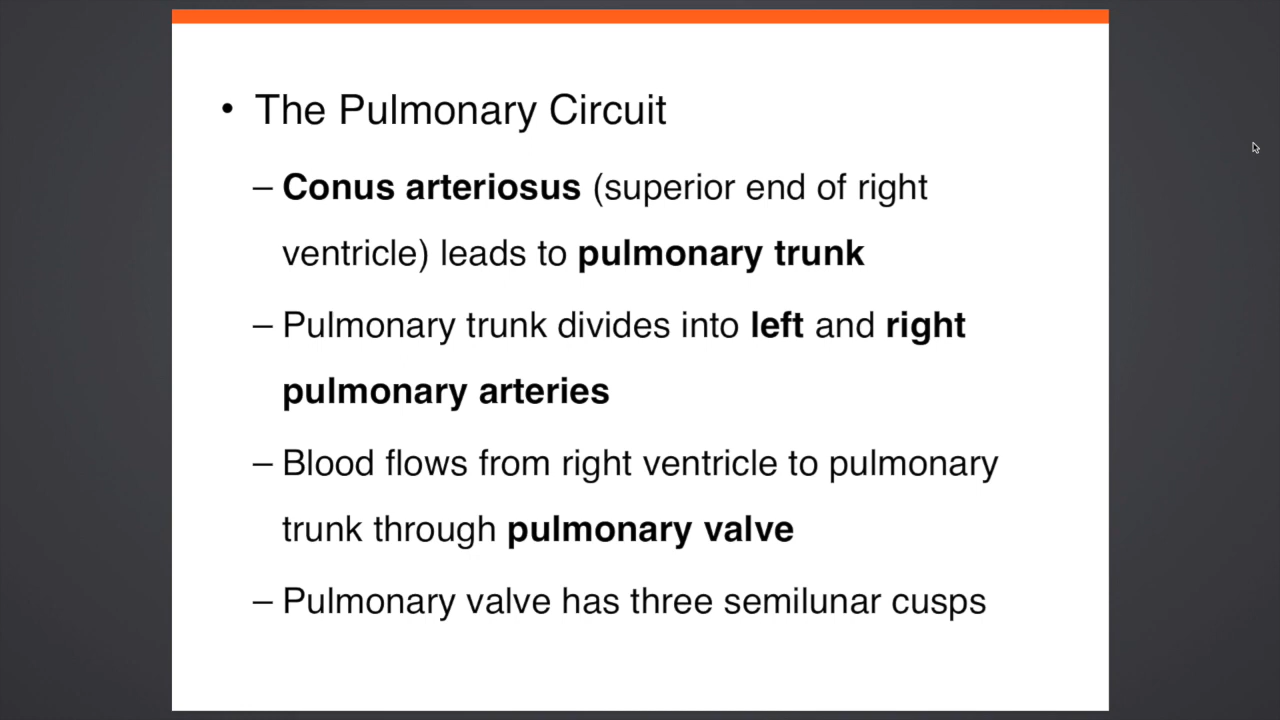 • The Pulmonary Circuit
– Conus arteriosus (superior end of right
ventricle) leads to pulmonary trunk
– Pulmonary trunk divides into left and right
pulmonary arteries
– Blood flows from right ventricle to pulmonary
trunk through pulmonary valve
– Pulmonary valve has three semilunar cusps